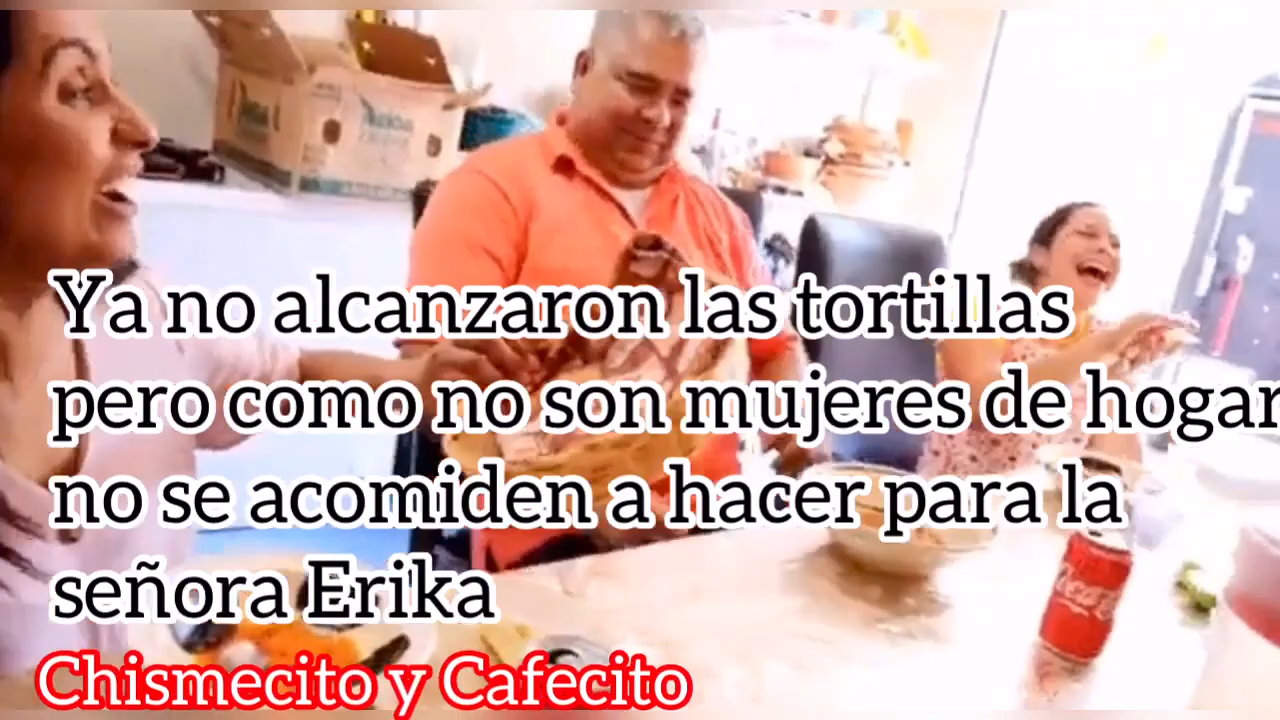 Ya no alcanzaron las tortillas
pero como no son mujeres de hogar
no se acomiden a hacer para la
señora Erika
Chismecito y Cafecito